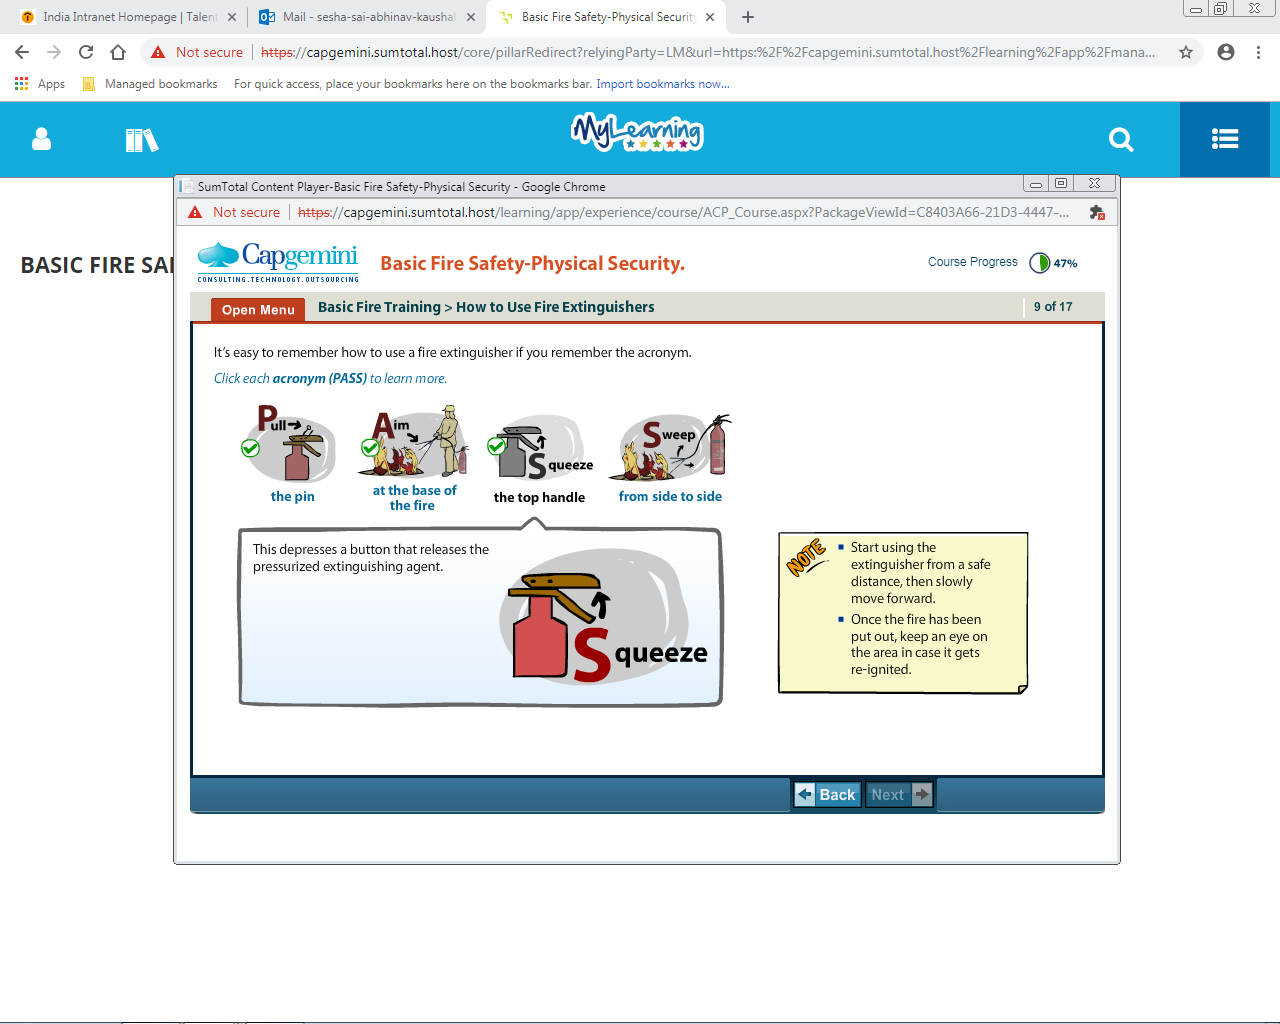 India Intranet Homepage | Talen
Mail - sesha-sai-abhinav-kaushal
Basic Fire Safety-Physical Security
Not secure
https://capgemini.sumtotal.host/core/pillarRedirect?relyingParty=LM&url=https:%2F%2Fcapgemini.sumtotal.host%2Flearning%2Fapp%2Fmana...
Apps
Managed bookmarks
For quick access, place your bookmarks here on the bookmarks bar. Import bookmarks now...
MyLearning
SumTotal Content Player-Basic Fire Safety-Physical Security - Google Chrome
Not secure
https://capgemini.sumtotal.host/learning/app/experience/course/ACP_Course.aspx?PackageViewId=C8403A66-21D3-4447-...
BASIC FIRE SA
Capgemini
CONSULTING.TECHNOLOGY.OUTSOURCING
Basic Fire Safety-Physical Security.
Course Progress
47%
Open Menu
Basic Fire Training > How to Use Fire Extinguishers
9 of 17
It's easy to remember how to use a fire extinguisher if you remember the acronym.
Click each acronym (PASS) to learn more.
Pull
the pin
Aim
at the base of
the fire
Squeeze
the top handle
Sweep
from side to side
This depresses a button that releases the
pressurized extinguishing agent.
Squeeze
NOTE
Start using the
extinguisher from a safe
distance, then slowly
move forward.
Once the fire has been
put out, keep an eye on
the area in case it gets
re-ignited.
Back
Next